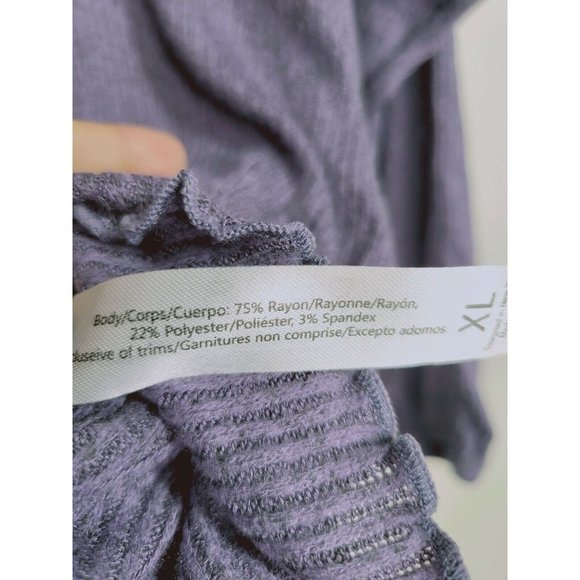 Body/Corps/Cuerpo: 75% Rayon/Rayonne/Rayón,
22% Polyester/Poliéster, 3% Spandex
of trims/Garnitures non comprise/Excepto adornos
XL